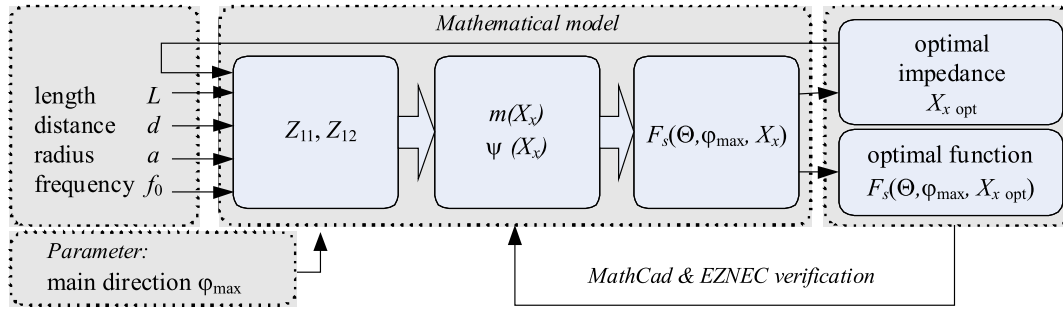 Mathematical model
length L
distance d
radius a
frequency f₀
Z₁₁, Z₁₂
m(Xₓ)
ψ (Xₓ)
Fₛ(Θ,φₘₐₓ, Xₓ)
optimal
impedance
Xₓ ₒₚₜ
optimal function
Fₛ(Θ,φₘₐₓ, Xₓ ₒₚₜ)
Parameter:
main direction φₘₐₓ
MathCad & EZNEC verification